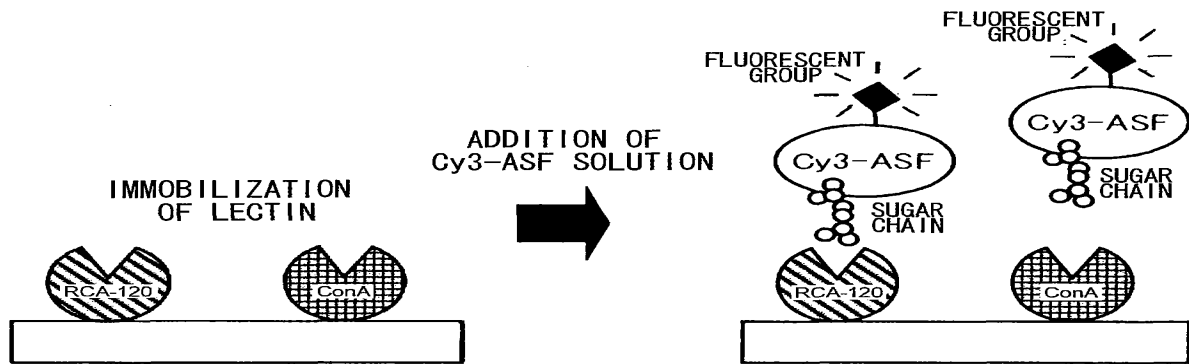 IMMOBILIZATION
OF LECTIN
RCA-120
ConA
ADDITION OF
Cy3-ASF SOLUTION
FLUORESCENT
GROUP
Cy3-ASF
SUGAR
CHAIN
RCA-120
FLUORESCENT
GROUP
Cy3-ASF
SUGAR
CHAIN
ConA